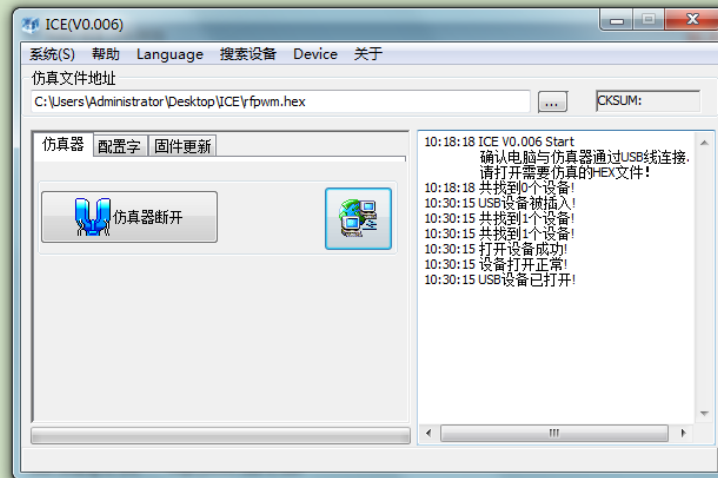 ICE(V0.006)
系统(S) 帮助 Language 搜索设备 Device 关于
仿真文件地址
C:\Users\Administrator\Desktop\ICE\rfpwm.hex ... CKSUM:
仿真器 配置字 固件更新
仿真器断开
10:18:18 ICE V0.006 Start
确认电脑与仿真器通过USB线连接.
请打开需要仿真的HEX文件！
10:18:18 共找到0个设备!
10:30:15 USB设备被插入!
10:30:15 共找到1个设备!
10:30:15 共找到1个设备!
10:30:15 打开设备成功!
10:30:15 设备打开正常!
10:30:15 USB设备已打开!